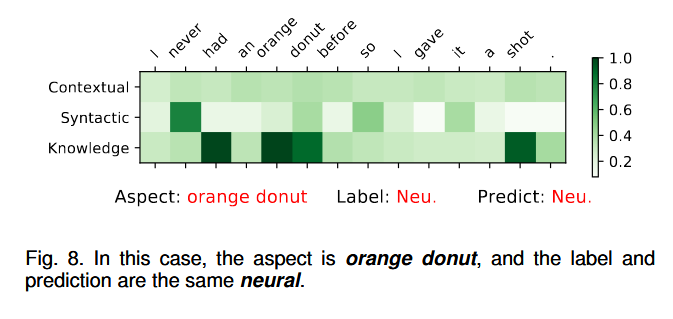 I never had an orange donut before so I gave it a shot .
Contextual
Syntactic
Knowledge
1.0
0.8
0.6
0.4
0.2
Aspect: orange donut Label: Neu. Predict: Neu.
Fig. 8. In this case, the aspect is orange donut, and the label and
prediction are the same neural.